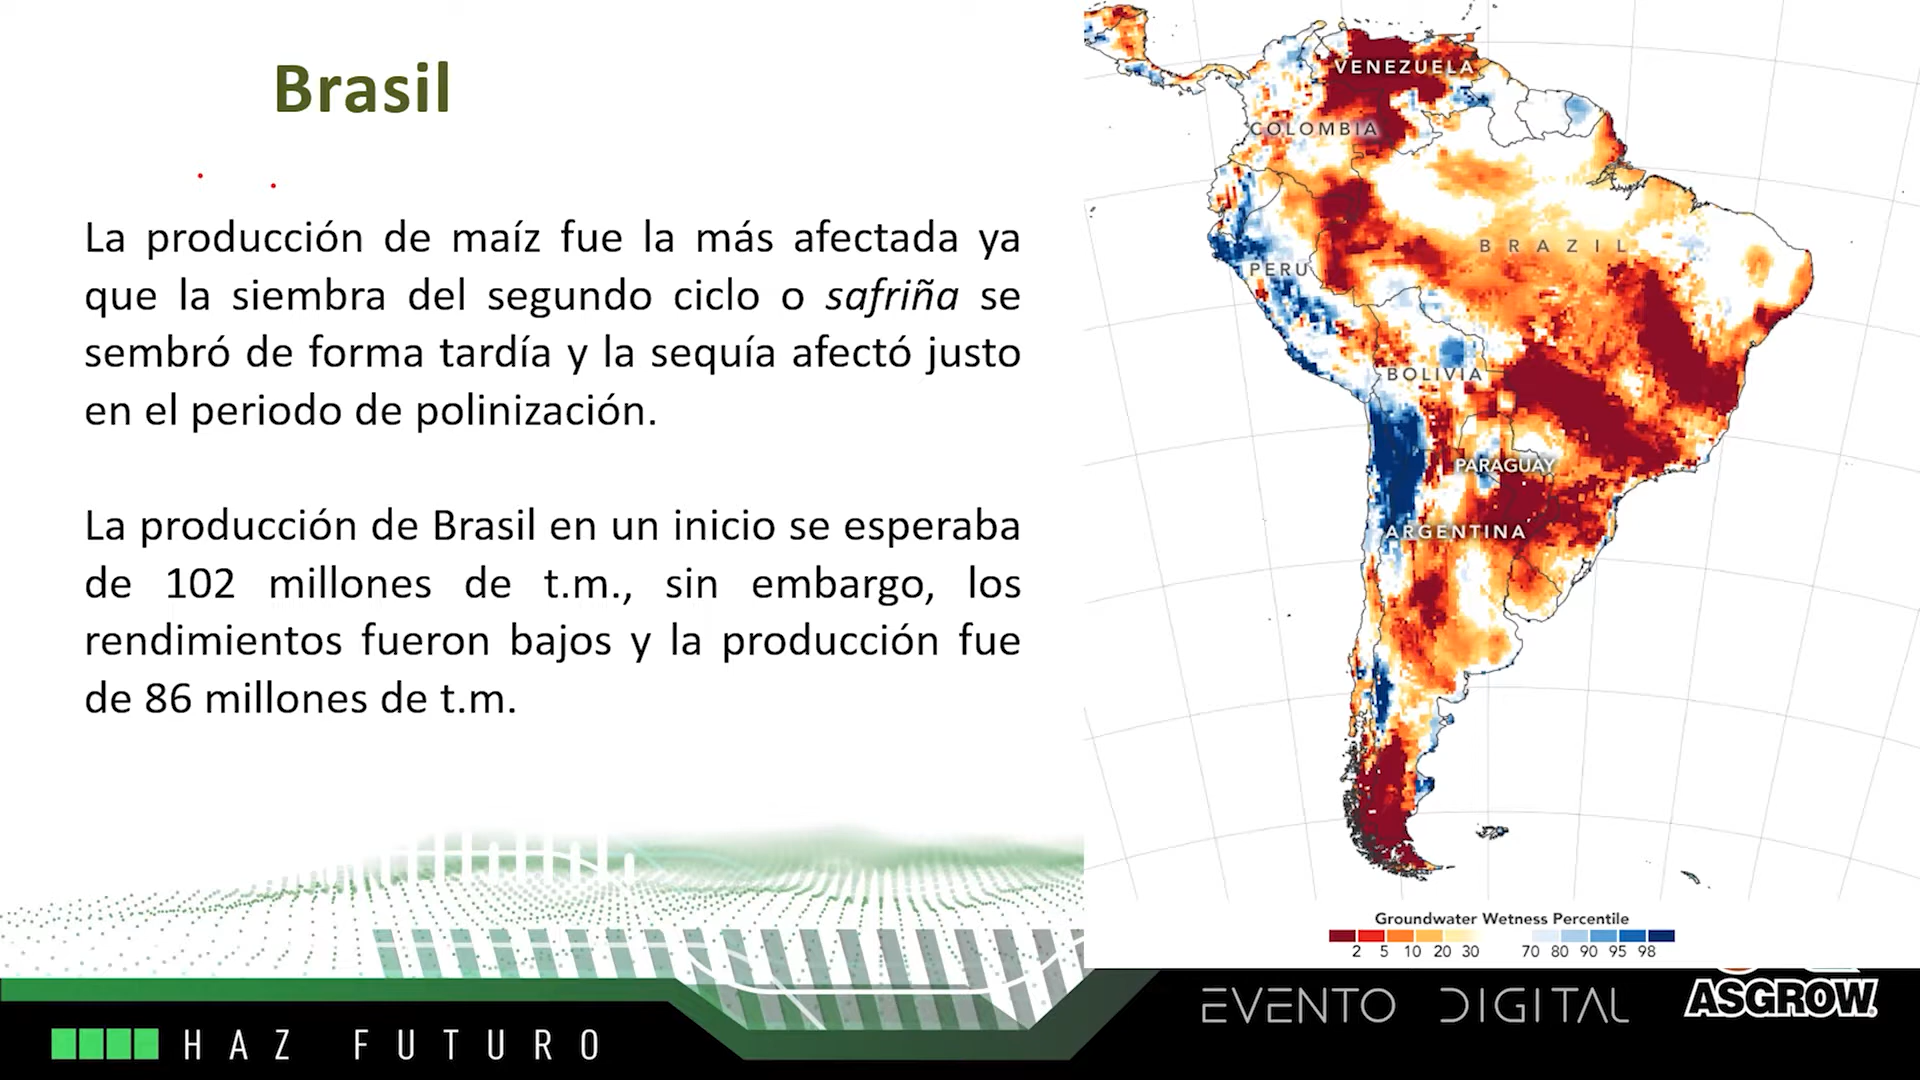 Brasil
La producción de maíz fue la más afectada ya
que la siembra del segundo ciclo o safriña se
sembró de forma tardía y la sequía afectó justo
en el periodo de polinización.
La producción de Brasil en un inicio se esperaba
de 102 millones de t.m., sin embargo, los
rendimientos fueron bajos y la producción fue
de 86 millones de t.m.
VENEZUELA
COLOMBIA
BRAZIL
PERU
BOLIVIA
PARAGUAY
ARGENTINA
Groundwater Wetness Percentile
2 5 10 20 30 70 80 90 95 98
HAZ FUTURO
EVENTO DIGITAL
ASGROW